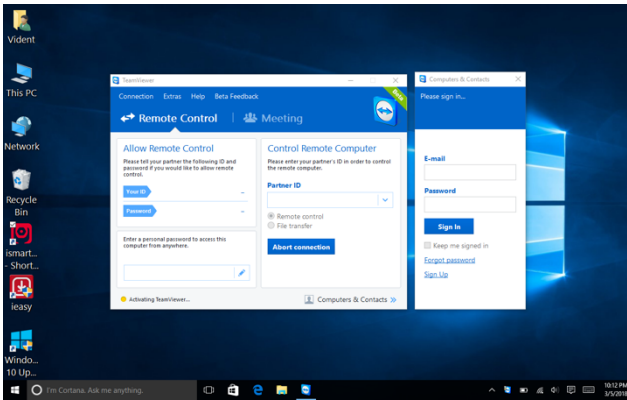 Vident
This PC
Network
Recycle
Bin
ismart...
- Short...
ieasy
Windo...
10 Up...
TeamViewer
Connection Extras Help Beta Feedback
Beta
Remote Control Meeting
Allow Remote Control
Please tell your partner the following ID and
password if you would like to allow remote
control.
Your ID -
Password -
Enter a personal password to access this
computer from anywhere.
Control Remote Computer
Please enter your partner's ID in order to control
the remote computer.
Partner ID
Remote control
File transfer
Abort connection
Activating TeamViewer...
Computers & Contacts
Computers & Contacts
Please sign in...
E-mail
Password
Sign In
Keep me signed in
Forgot password
Sign Up
I'm Cortana. Ask me anything.
10:12 PM